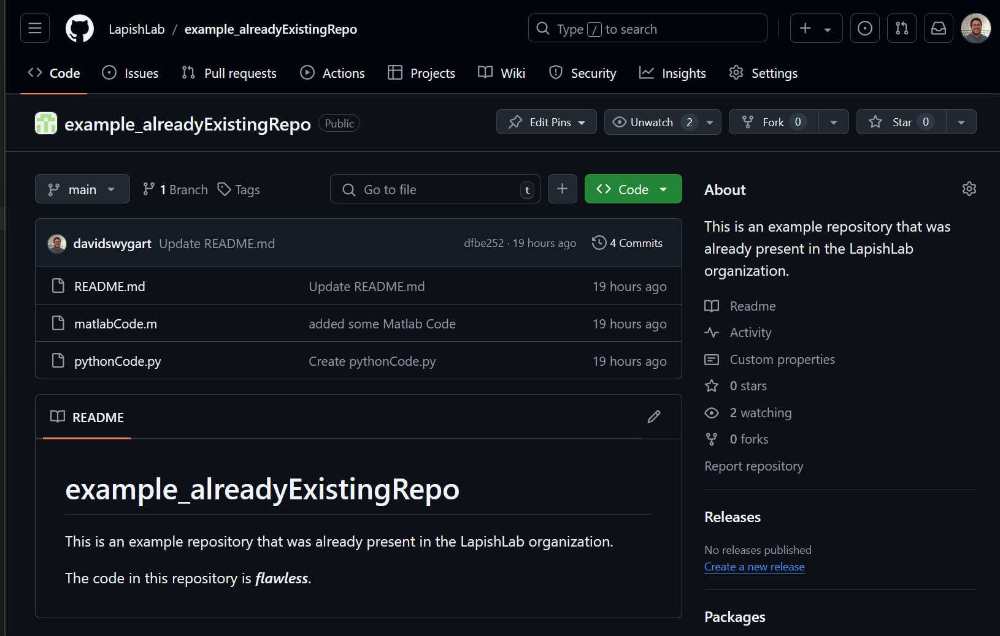 LapishLab / example_alreadyExistingRepo
Type / to search
Code Issues Pull requests Actions Projects Wiki Security Insights Settings
example_alreadyExistingRepo Public
Edit Pins Unwatch 2 Fork 0 Star 0
main 1 Branch Tags Go to file t Code
davidswygart Update README.md dfbe252 · 19 hours ago 4 Commits
README.md Update README.md 19 hours ago
matlabCode.m added some Matlab Code 19 hours ago
pythonCode.py Create pythonCode.py 19 hours ago
README
example_alreadyExistingRepo
This is an example repository that was already present in the LapishLab organization.
The code in this repository is flawless.
About
This is an example repository that was
already present in the LapishLab
organization.
Readme
Activity
Custom properties
0 stars
2 watching
0 forks
Report repository
Releases
No releases published
Create a new release
Packages